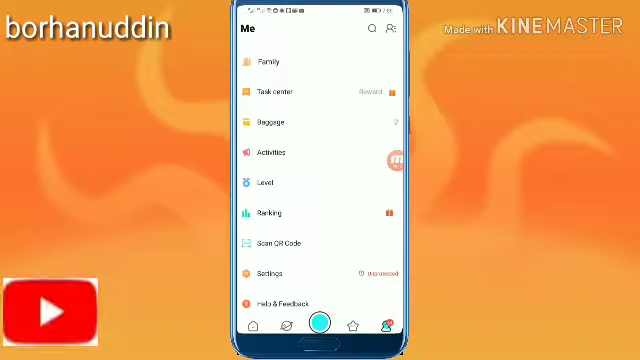 borhanuddin
Made with KINEMASTER
Me
Family
Task center Reward
Baggage 2
Activities
Level
Ranking
Scan QR Code
Settings Unprotected
Help & Feedback